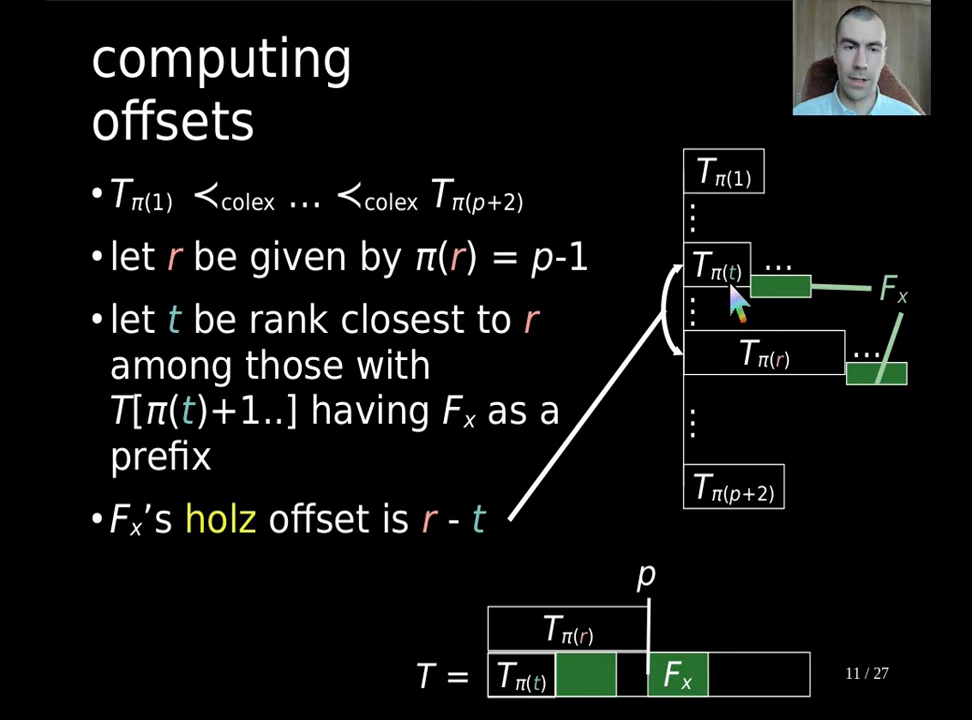 computing
offsets
•Tπ(1) ≺colex … ≺colex Tπ(p+2)
•let r be given by π(r) = p-1
•let t be rank closest to r
among those with
T[π(t)+1..] having Fx as a
prefix
•Fx’s holz offset is r - t
Tπ(1)
⋮
Tπ(t) …
Fx
⋮
Tπ(r) …
⋮
Tπ(p+2)
p
Tπ(r)
T = Tπ(t) Fx
11 / 27